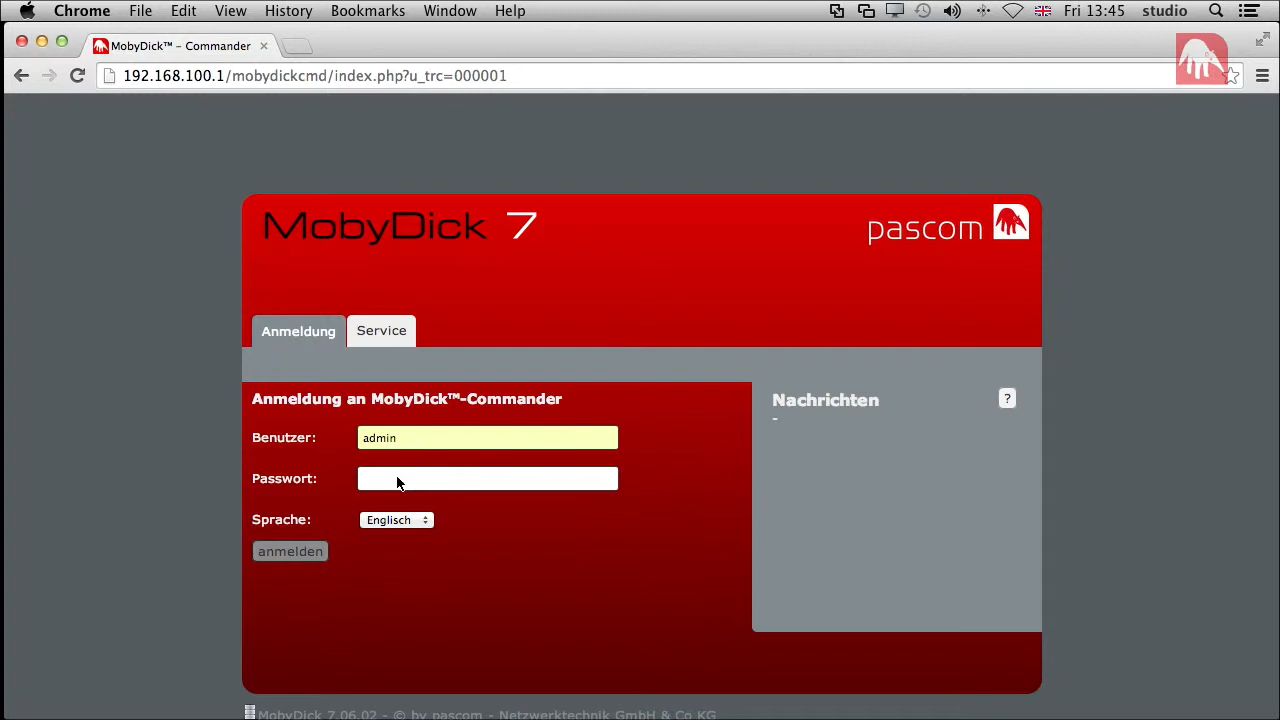 Chrome File Edit View History Bookmarks Window Help Fri 13:45 studio
MobyDick™ – Commander
192.168.100.1/mobydickcmd/index.php?u_trc=000001
MobyDick 7
pascom
Anmeldung
Service
Anmeldung an MobyDick™-Commander
Nachrichten
?
-
Benutzer:
admin
Passwort:
Sprache:
Englisch
anmelden
MobyDick 7.06.02 - © by pascom - Netzwerktechnik GmbH & Co KG